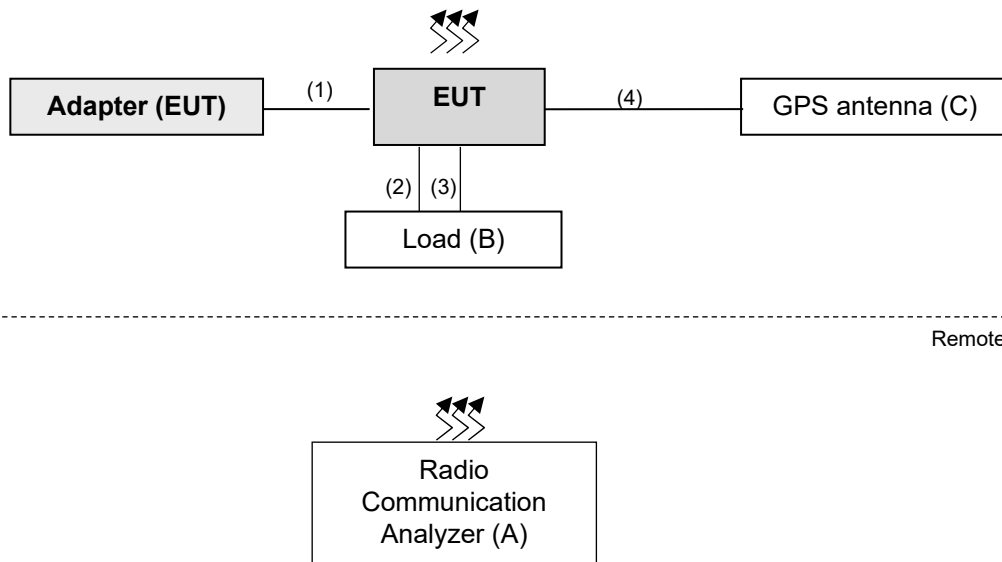 (1)
(4)
Adapter (EUT)
EUT
GPS antenna (C)
(2)
(3)
Load (B)
Remote
Radio
Communication
Analyzer (A)